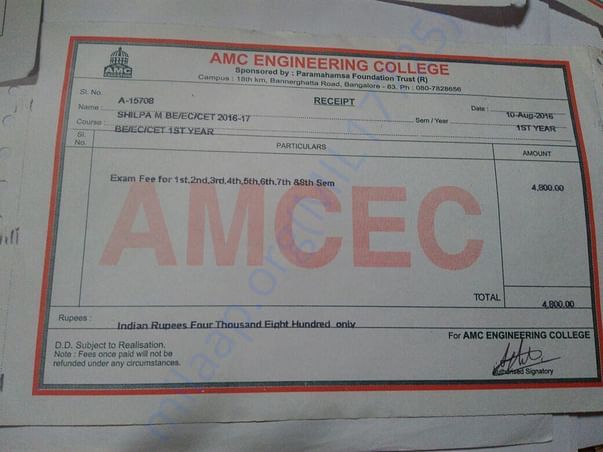 AMC
AMC ENGINEERING COLLEGE
Sponsored by : Paramahamsa Foundation Trust (R)
Campus : 18th km, Bannerghatta Road, Bangalore - 83. Ph : 080-7828656
Sl. No. A-15708 RECEIPT Date : 10-Aug-2016
Name : SHILPA M BE/EC/CET 2016-17 Sem / Year 1ST YEAR
Course : BE/EC/CET 1ST YEAR
Sl. No. PARTICULARS AMOUNT
Exam Fee for 1st,2nd,3rd,4th,5th,6th,7th &8th Sem 4,800.00
AMCEC
TOTAL 4,800.00
Rupees : Indian Rupees Four Thousand Eight Hundred only
For AMC ENGINEERING COLLEGE
D.D. Subject to Realisation.
Note : Fees once paid will not be
refunded under any circumstances.
Authorised Signatory